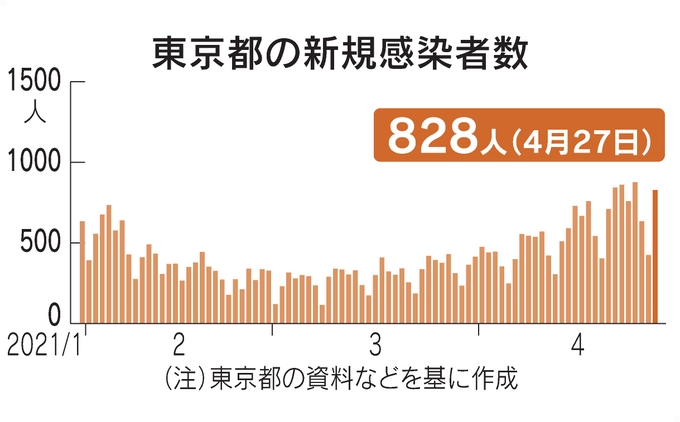 東京都の新規感染者数
1500
人
828人(4月27日)
1000
500
0
2021/1 2 3 4
(注)東京都の資料などを基に作成